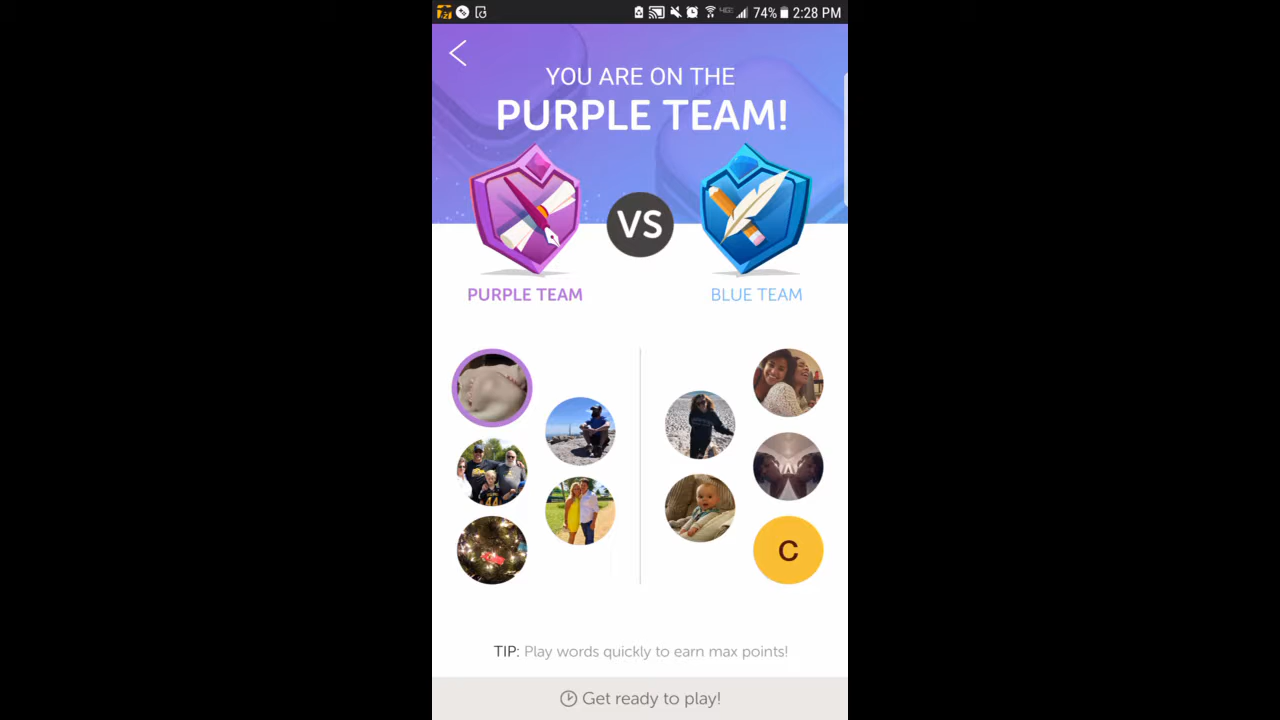 74% 2:28 PM
YOU ARE ON THE
PURPLE TEAM!
VS
PURPLE TEAM
BLUE TEAM
C
TIP: Play words quickly to earn max points!
Get ready to play!